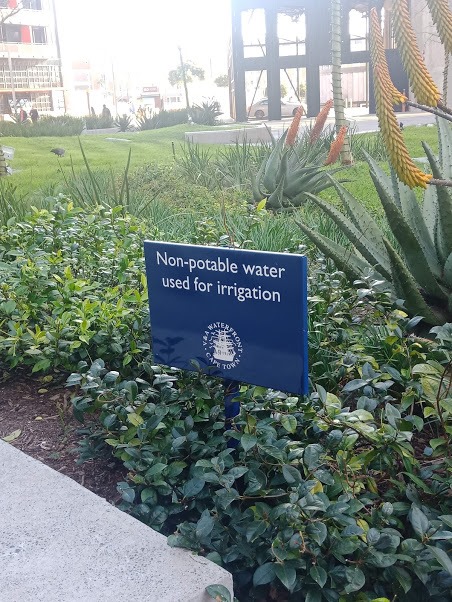 Non-potable water
used for irrigation
V&A WATERFRONT
CAPE TOWN